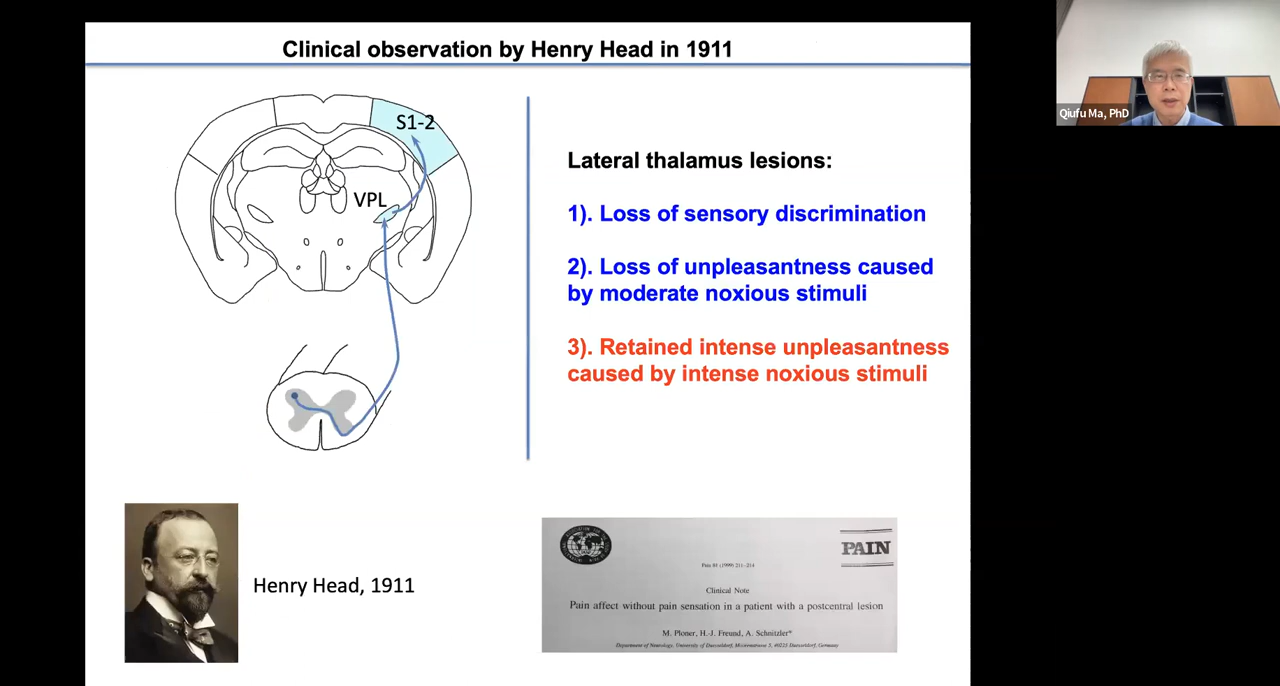 Clinical observation by Henry Head in 1911
Qiufu Ma, PhD
S1-2
VPL
Lateral thalamus lesions:
1). Loss of sensory discrimination
2). Loss of unpleasantness caused
by moderate noxious stimuli
3). Retained intense unpleasantness
caused by intense noxious stimuli
Henry Head, 1911
PAIN
Clinical Note
Pain affect without pain sensation in a patient with a postcentral lesion
M. Ploner, H.-J. Freund, A. Schnitzler*